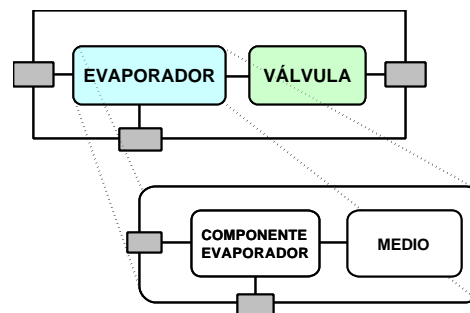 EVAPORADOR
VÁLVULA
COMPONENTE
EVAPORADOR
MEDIO